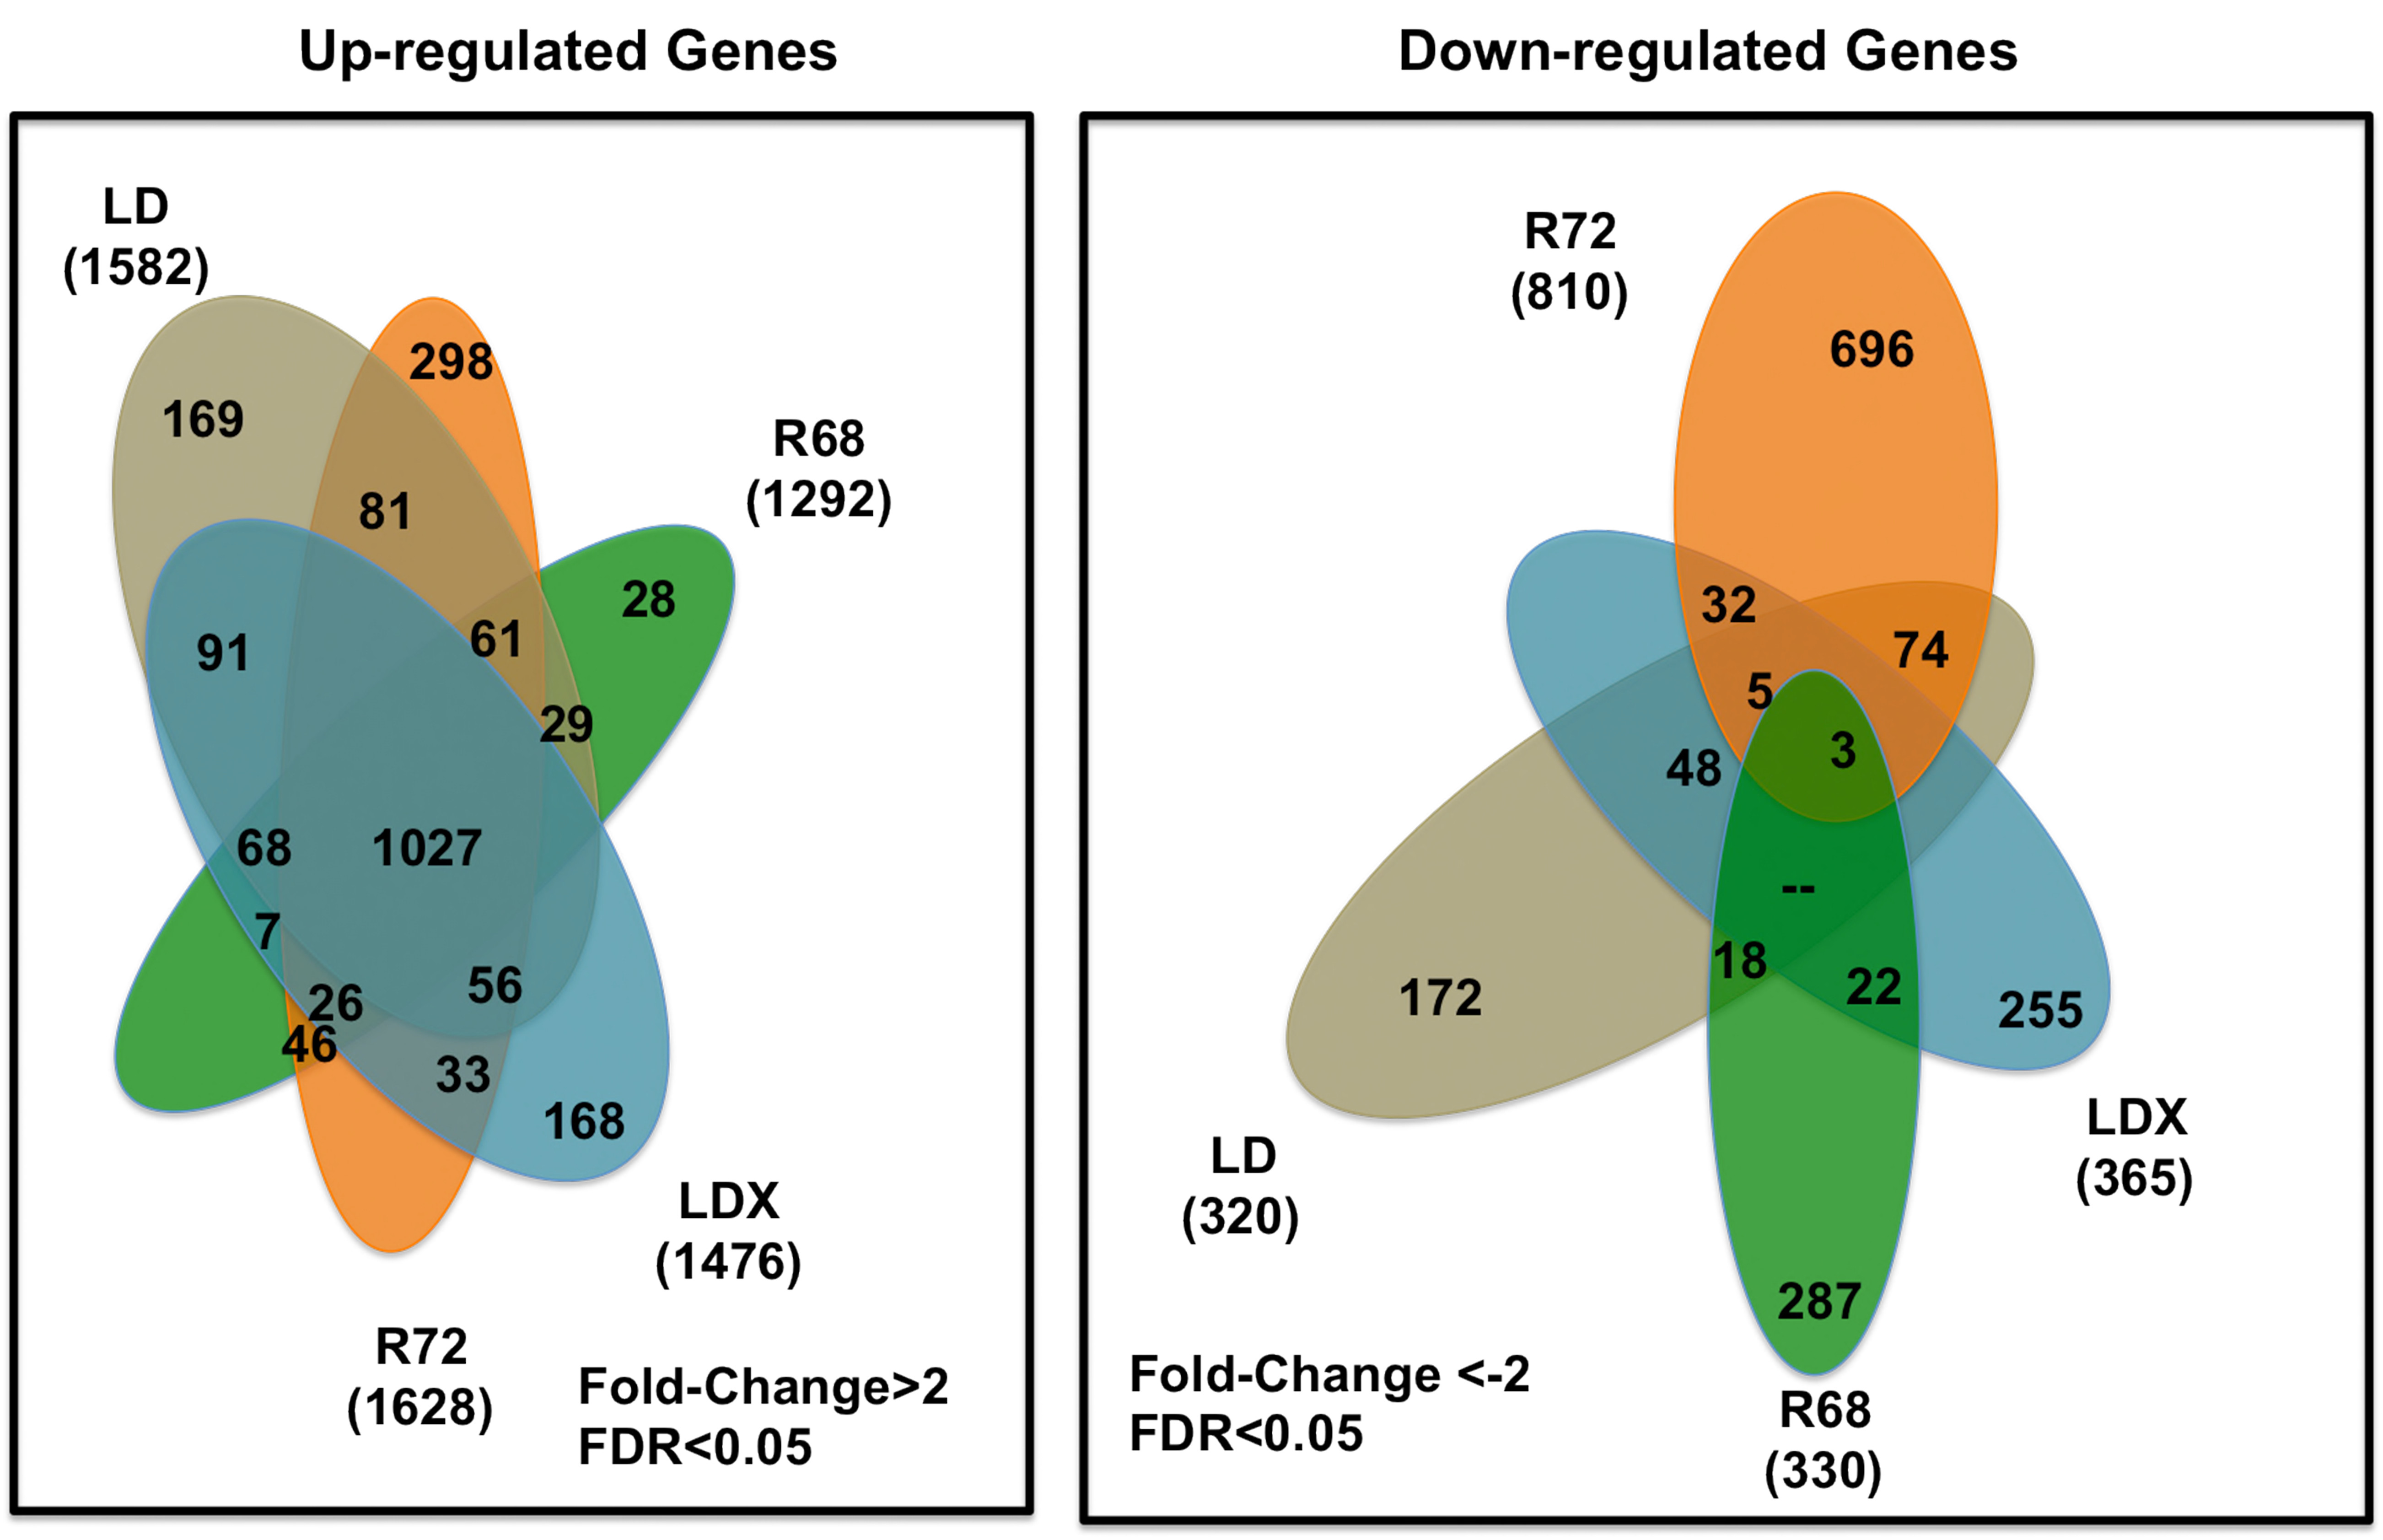 Up-regulated Genes
LD
(1582)
298
169
R68
(1292)
81
28
61
91
29
68
1027
7
56
26
46
33
168
LDX
(1476)
R72
(1628)
Fold-Change>2
FDR<0.05
Down-regulated Genes
R72
(810)
696
32
74
5
3
48
--
18
22
172
255
LDX
(365)
LD
(320)
287
Fold-Change <-2
FDR<0.05
R68
(330)